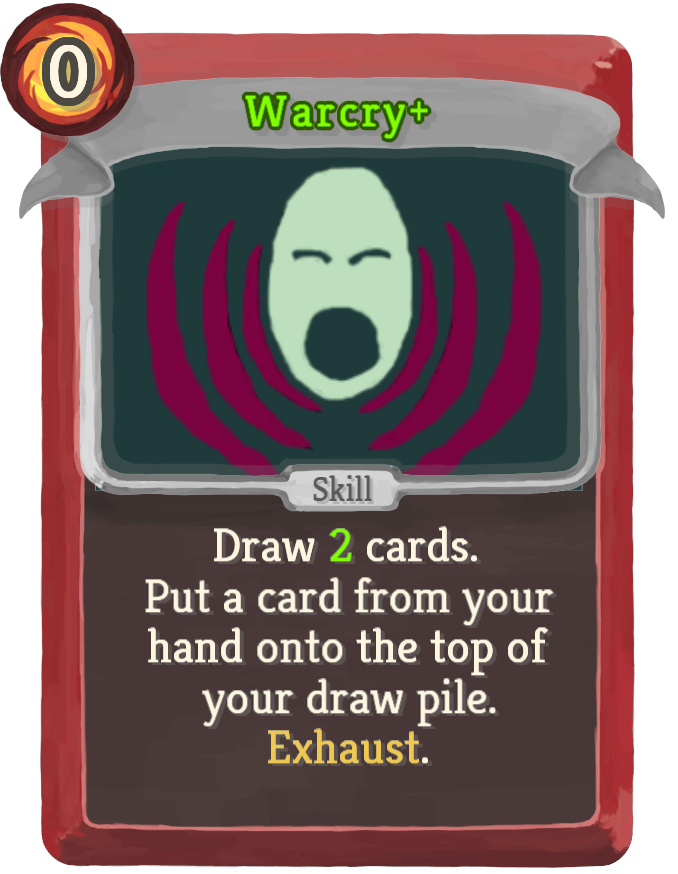 0
Warcry+
Skill
Draw 2 cards.
Put a card from your
hand onto the top of
your draw pile.
Exhaust.